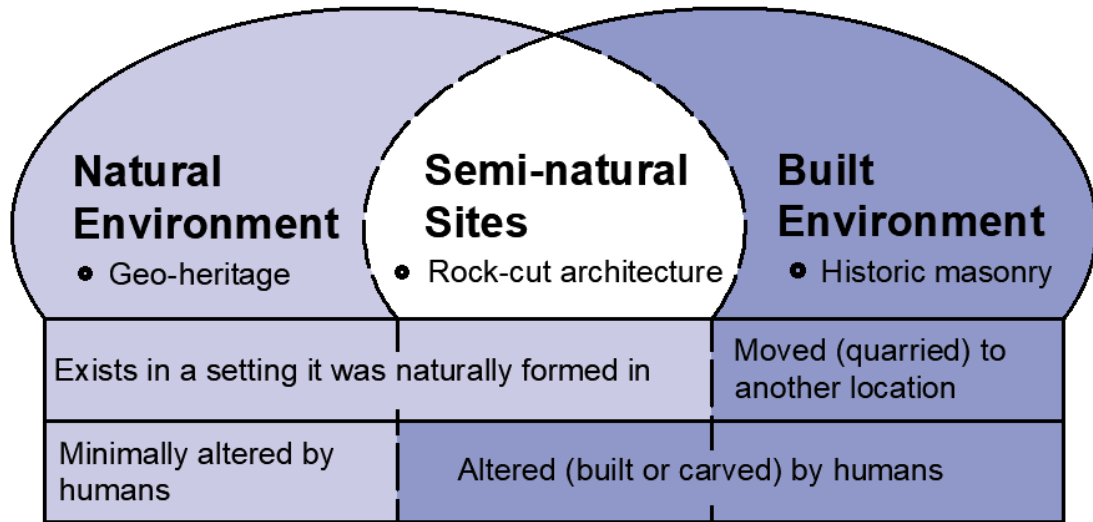 Natural
Environment
Geo-heritage
Semi-natural
Sites
Rock-cut architecture
Built
Environment
Historic masonry
Exists in a setting it was naturally formed in
Moved (quarried) to
another location
Minimally altered by
humans
Altered (built or carved) by humans